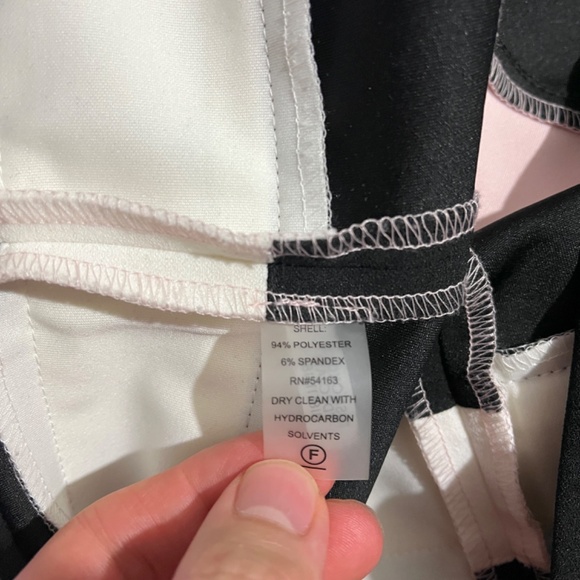 SHELL:
94% POLYESTER
6% SPANDEX
RN#54163
DRY CLEAN WITH
HYDROCARBON
SOLVENTS
F